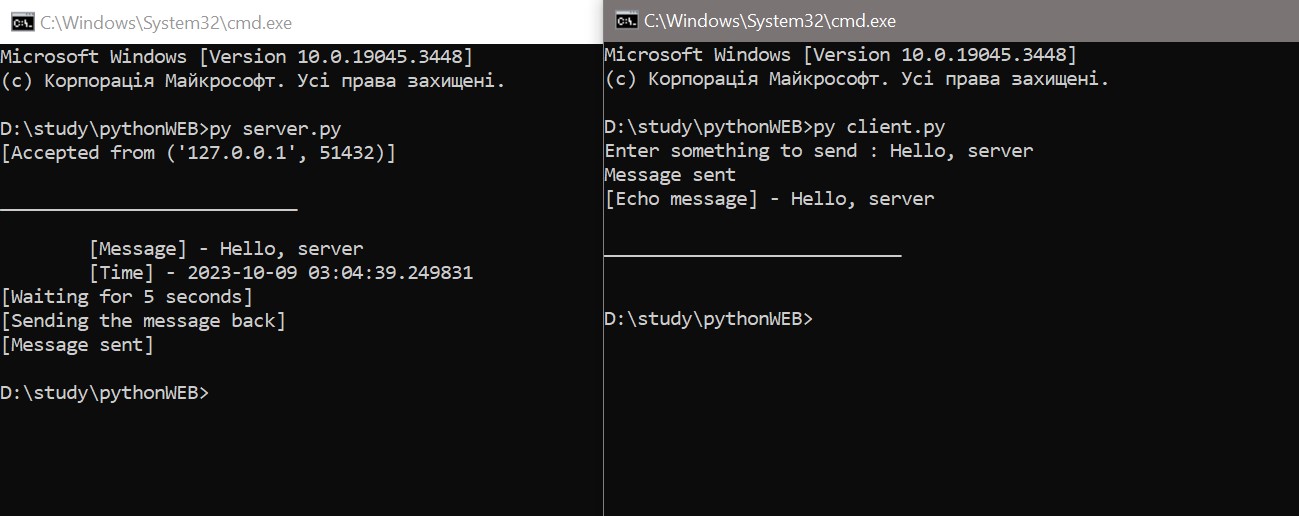 C:\Windows\System32\cmd.exe
Microsoft Windows [Version 10.0.19045.3448]
(c) Корпорація Майкрософт. Усі права захищені.
D:\study\pythonWEB>py server.py
[Accepted from ('127.0.0.1', 51432)]
[Message] - Hello, server
[Time] - 2023-10-09 03:04:39.249831
[Waiting for 5 seconds]
[Sending the message back]
[Message sent]
D:\study\pythonWEB>
C:\Windows\System32\cmd.exe
Microsoft Windows [Version 10.0.19045.3448]
(c) Корпорація Майкрософт. Усі права захищені.
D:\study\pythonWEB>py client.py
Enter something to send : Hello, server
Message sent
[Echo message] - Hello, server
D:\study\pythonWEB>